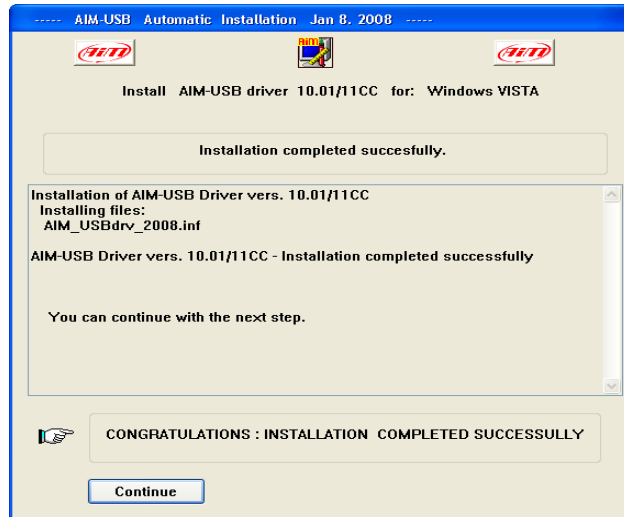 ----- AIM-USB Automatic Installation Jan 8. 2008 -----
AiM AiM AiM
Install AIM-USB driver 10.01/11CC for: Windows VISTA
Installation completed succesfully.
Installation of AIM-USB Driver vers. 10.01/11CC
Installing files:
AIM_USBdrv_2008.inf
AIM-USB Driver vers. 10.01/11CC - Installation completed successfully
You can continue with the next step.
CONGRATULATIONS : INSTALLATION COMPLETED SUCCESSULLY
Continue